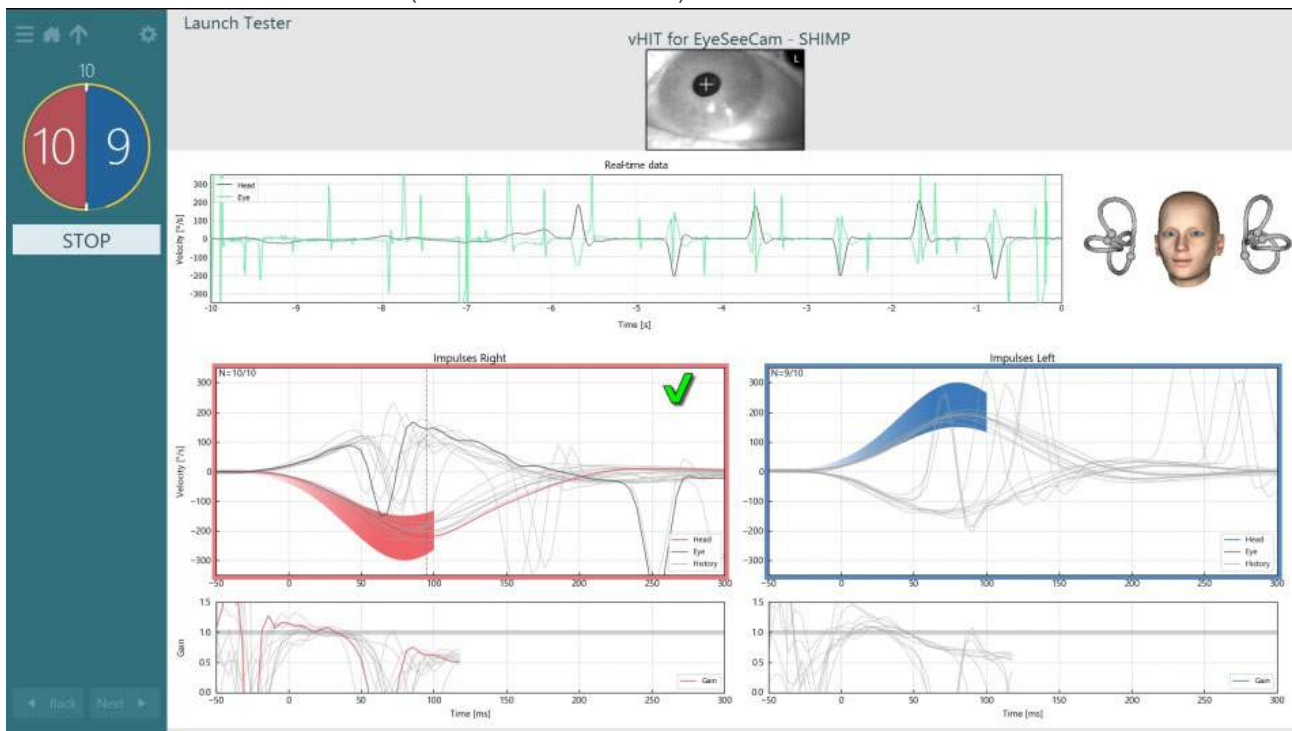 Launch Tester
vHIT for EyeSeeCam - SHIMP
L
10
10 9
STOP
Back Next
Real-time data
Head
Eye
Velocity [°/s]
300
200
100
0
-100
-200
-300
-10 -9 -8 -7 -6 -5 -4 -3 -2 -1 0
Time [s]
Impulses Right
N=10/10
Velocity [°/s]
300
200
100
0
-100
-200
-300
Head
Eye
History
-50 0 50 100 150 200 250 300
Impulses Left
N=9/10
300
200
100
0
-100
-200
-300
Head
Eye
History
-50 0 50 100 150 200 250 300
Gain
1.5
1.0
0.5
0.0
Gain
-50 0 50 100 150 200 250 300
Time [ms]
1.5
1.0
0.5
0.0
Gain
-50 0 50 100 150 200 250 300
Time [ms]